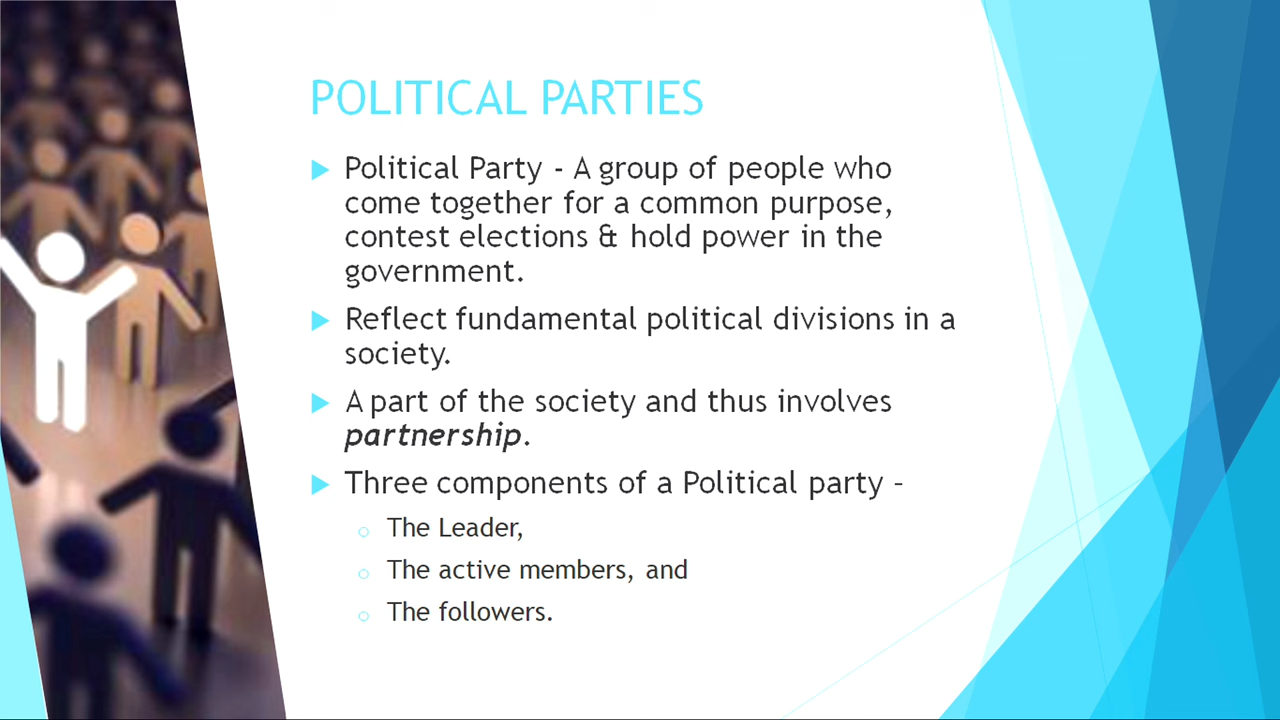 POLITICAL PARTIES
Political Party - A group of people who
come together for a common purpose,
contest elections & hold power in the
government.
Reflect fundamental political divisions in a
society.
A part of the society and thus involves
partnership.
Three components of a Political party –
The Leader,
The active members, and
The followers.